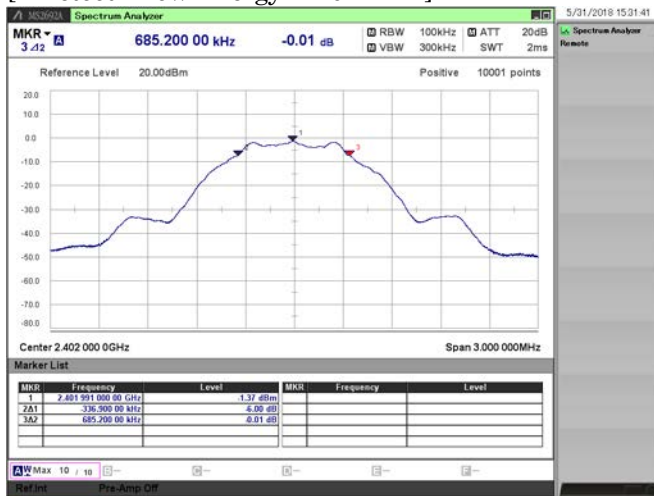 MS2692A Spectrum Analyzer
5/31/2018 15:31:41
MKR
3Δ2
A
685.200 00 kHz
-0.01 dB
RBW 100kHz
VBW 300kHz
ATT 20dB
SWT 2ms
Spectrum Analyzer
Remote
Reference Level 20.00dBm
Positive 10001 points
20.0
10.0
0.0
-10.0
-20.0
-30.0
-40.0
-50.0
-60.0
-70.0
-80.0
1
2
3
Center 2.402 000 0GHz
Span 3.000 000MHz
Marker List
MKR Frequency Level MKR Frequency Level
1 2.401 991 000 00 GHz -1.37 dBm
2Δ1 -336.900 00 kHz -6.00 dB
3Δ2 685.200 00 kHz -0.01 dB
A W Max 10 / 10
Ref.Int Pre-Amp Off